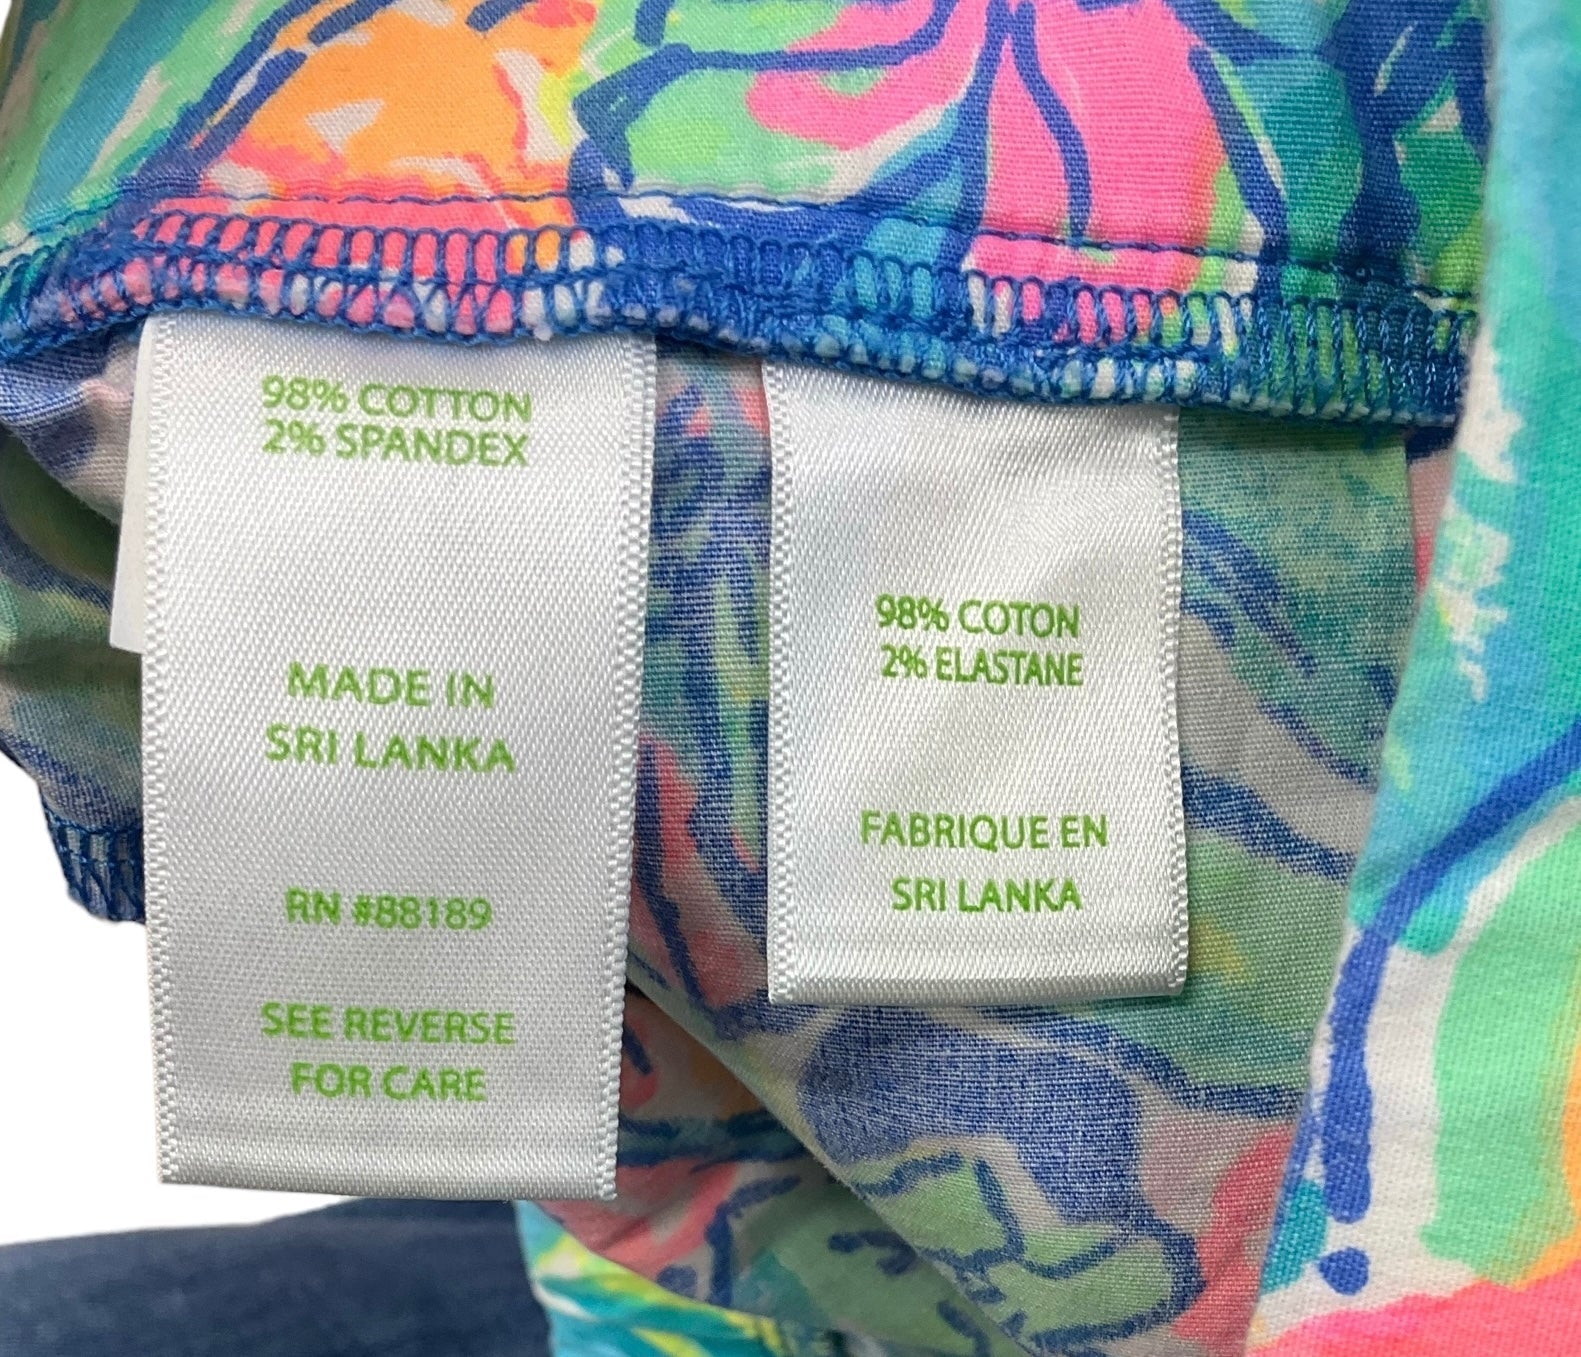 98% COTTON
2% SPANDEX
MADE IN
SRI LANKA
RN #88189
SEE REVERSE
FOR CARE
98% COTON
2% ELASTANE
FABRIQUE EN
SRI LANKA